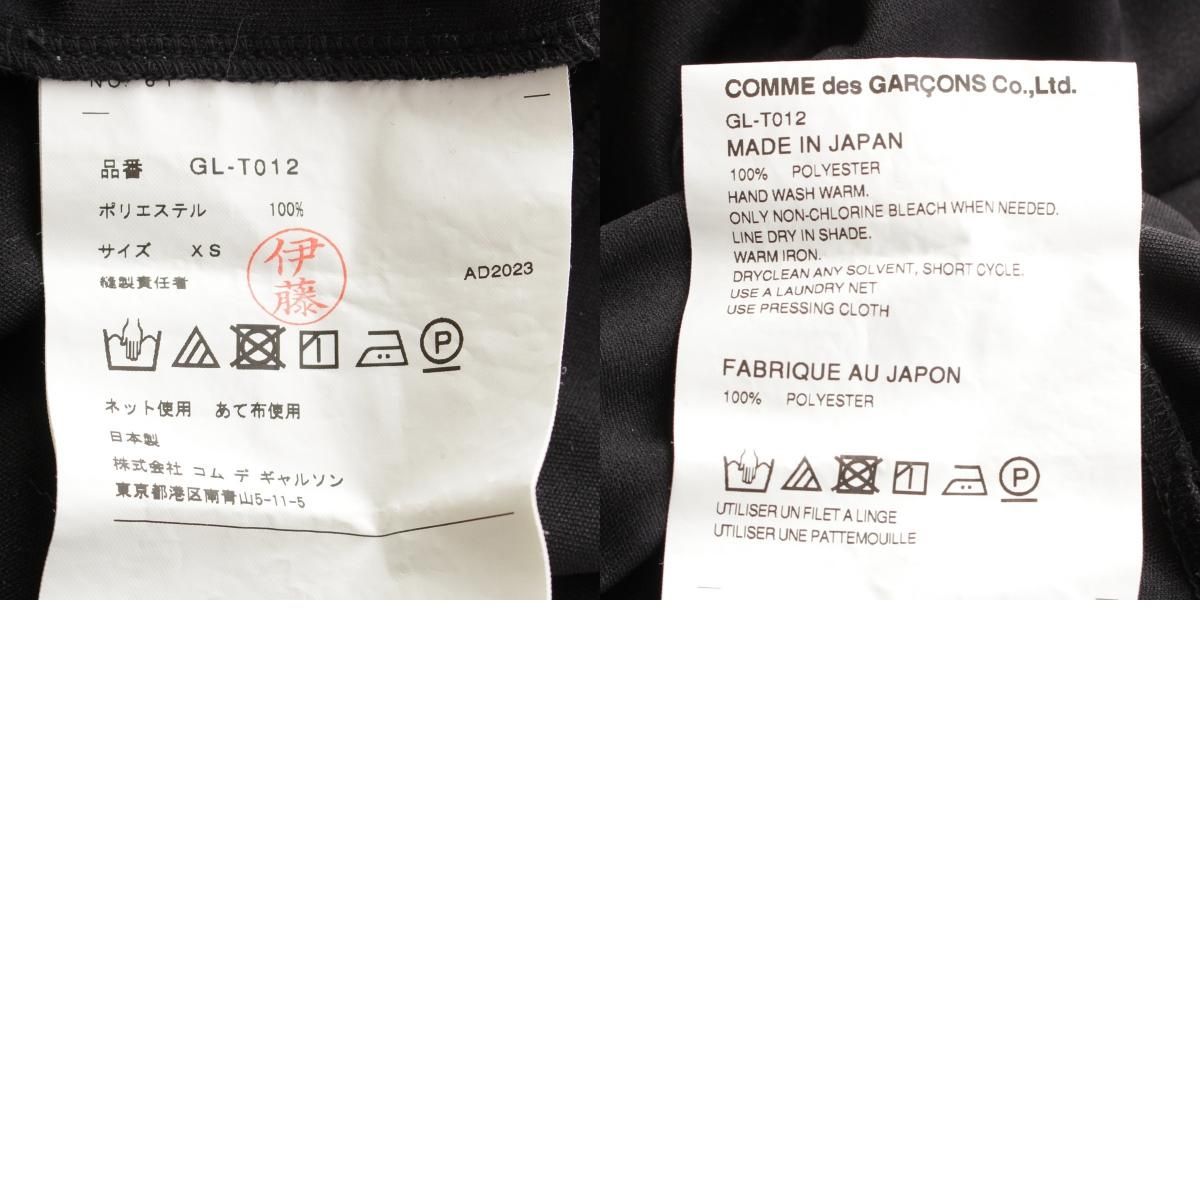 品番 GL-T012
ポリエステル 100%
サイズ XS
伊藤
AD2023
縫製責任者
ネット使用 あて布使用
日本製
株式会社 コム デ ギャルソン
東京都港区南青山5-11-5
COMME des GARÇONS Co.,Ltd.
GL-T012
MADE IN JAPAN
100% POLYESTER
HAND WASH WARM.
ONLY NON-CHLORINE BLEACH WHEN NEEDED.
LINE DRY IN SHADE.
WARM IRON.
DRYCLEAN ANY SOLVENT, SHORT CYCLE.
USE A LAUNDRY NET
USE PRESSING CLOTH
FABRIQUE AU JAPON
100% POLYESTER
P
P
UTILISER UN FILET A LINGE
UTILISER UNE PATTEMOUILLE